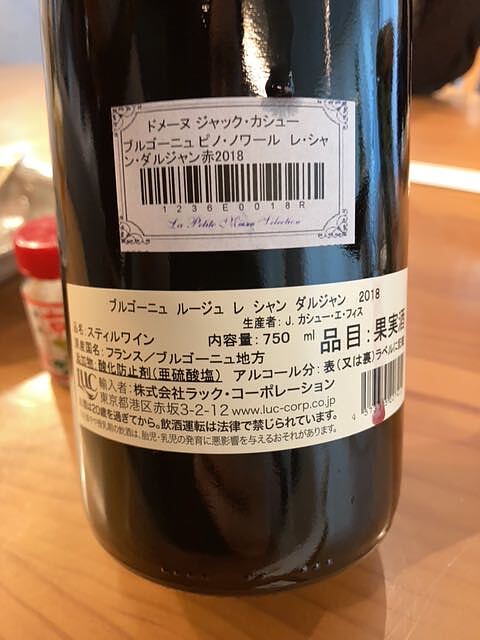 ドメーヌ ジャック・カシュー
ブルゴーニュ ピノ・ノワール レ・シャ
ン・ダルジャン赤2018
1236E0018R
La Petite Maison Selection
ブルゴーニュ ルージュ レ シャン ダルジャン 2018
生産者：J. カシュー・エ・フィス
品名：スティルワイン 内容量：750 ml 品目：果実酒
原産国名：フランス／ブルゴーニュ地方
添加物：酸化防止剤（亜硫酸塩） アルコール分：表（又は裏）ラベルに記載
LUC 輸入者：株式会社ラック・コーポレーション
東京都港区赤坂3-2-12 www.luc-corp.co.jp
お酒は20歳を過ぎてから。飲酒運転は法律で禁じられています。
妊娠中や授乳期の飲酒は、胎児・乳児の発育に悪影響を与えるおそれがあります。